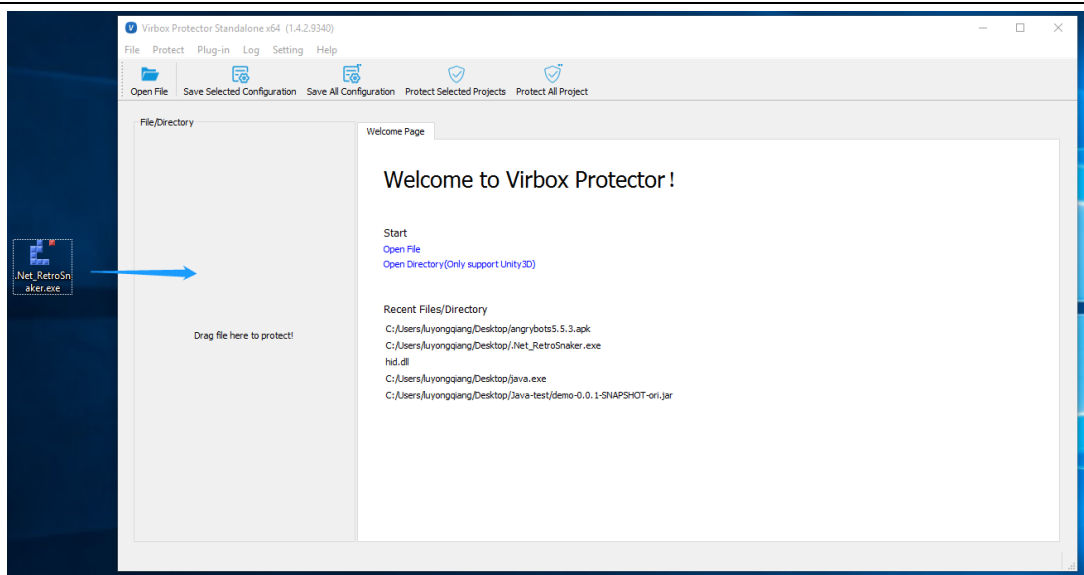 Virbox Protector Standalone x64 (1.4.2.9340)
File Protect Plug-in Log Setting Help
Open File Save Selected Configuration Save All Configuration Protect Selected Projects Protect All Project
File/Directory
Welcome Page
Welcome to Virbox Protector!
Start
Open File
Open Directory(Only support Unity3D)
.Net_RetroSn
aker.exe
Drag file here to protect!
Recent Files/Directory
C:/Users/luyongqiang/Desktop/angrybots5.5.3.apk
C:/Users/luyongqiang/Desktop/.Net_RetroSnaker.exe
hid.dll
C:/Users/luyongqiang/Desktop/java.exe
C:/Users/luyongqiang/Desktop/Java-test/demo-0.0.1-SNAPSHOT-ori.jar